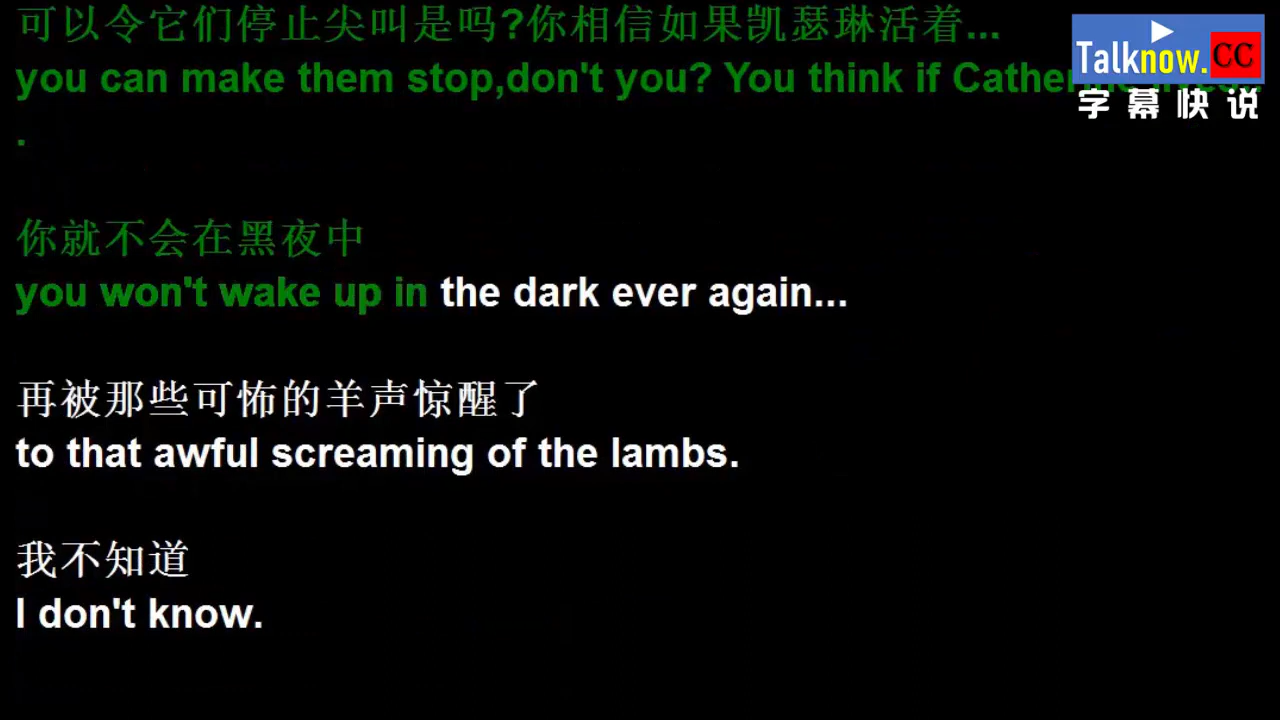 可以令它们停止尖叫是吗?你相信如果凯瑟琳活着...
you can make them stop,don't you? You think if
.
你就不会在黑夜中
you won't wake up in the dark ever again...
再被那些可怖的羊声惊醒了
to that awful screaming of the lambs.
我不知道
I don't know.
Talknow.CC
字幕快说